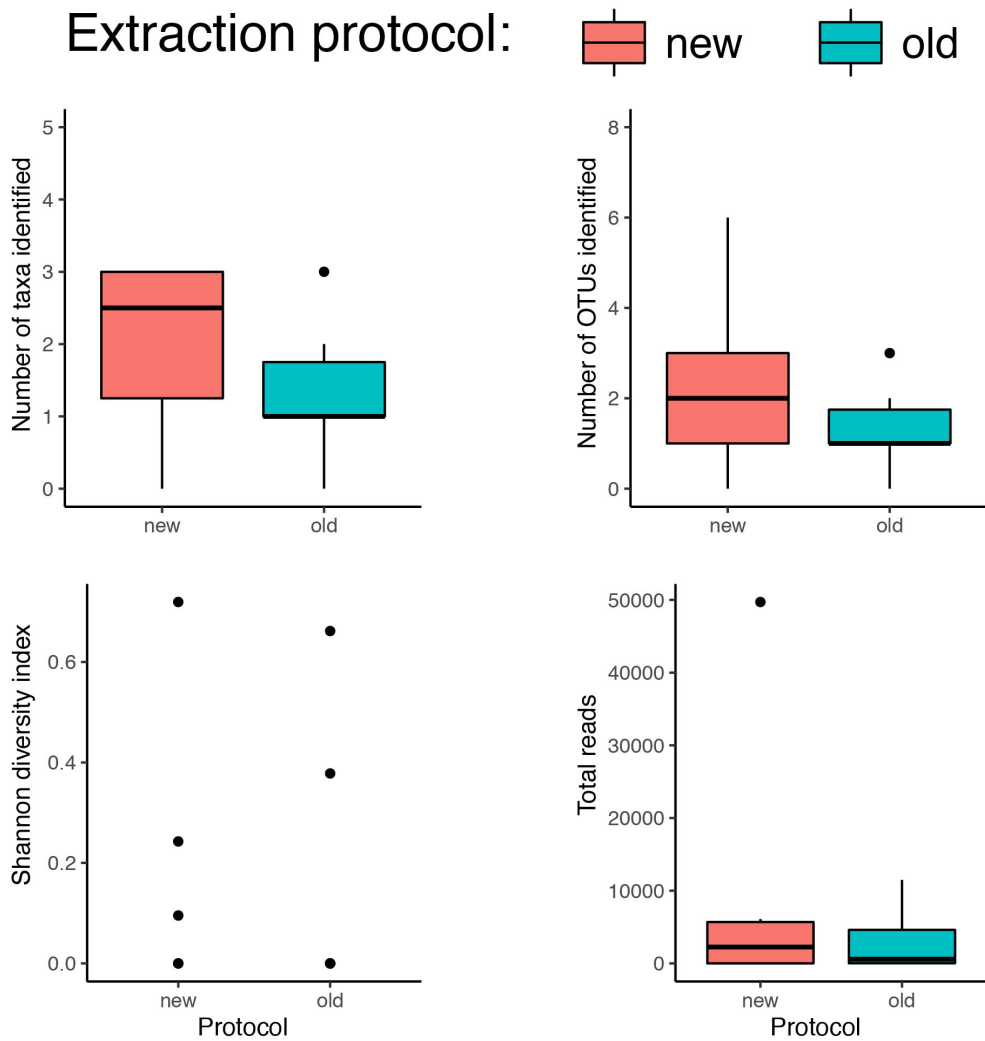 Extraction protocol: new old
Number of taxa identified
5
4
3
2
1
0
new old
Number of OTUs identified
8
6
4
2
0
new old
Shannon diversity index
0.6
0.4
0.2
0.0
new old
Protocol
Total reads
50000
40000
30000
20000
10000
0
new old
Protocol